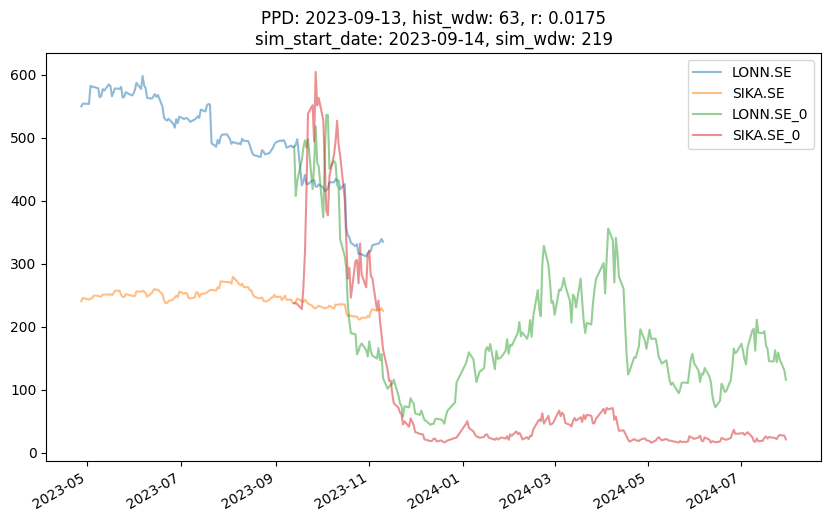 PPD: 2023-09-13, hist_wdw: 63, r: 0.0175
sim_start_date: 2023-09-14, sim_wdw: 219
LONN.SE
SIKA.SE
LONN.SE_0
SIKA.SE_0
600
500
400
300
200
100
0
2023-05
2023-07
2023-09
2023-11
2024-01
2024-03
2024-05
2024-07